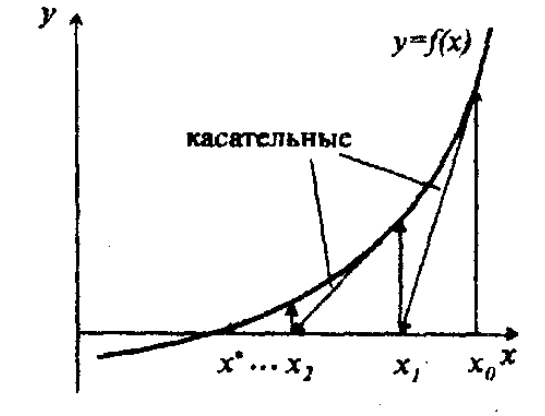 y
y=f(x)
касательные
x* ... x₂ x₁ x₀ x